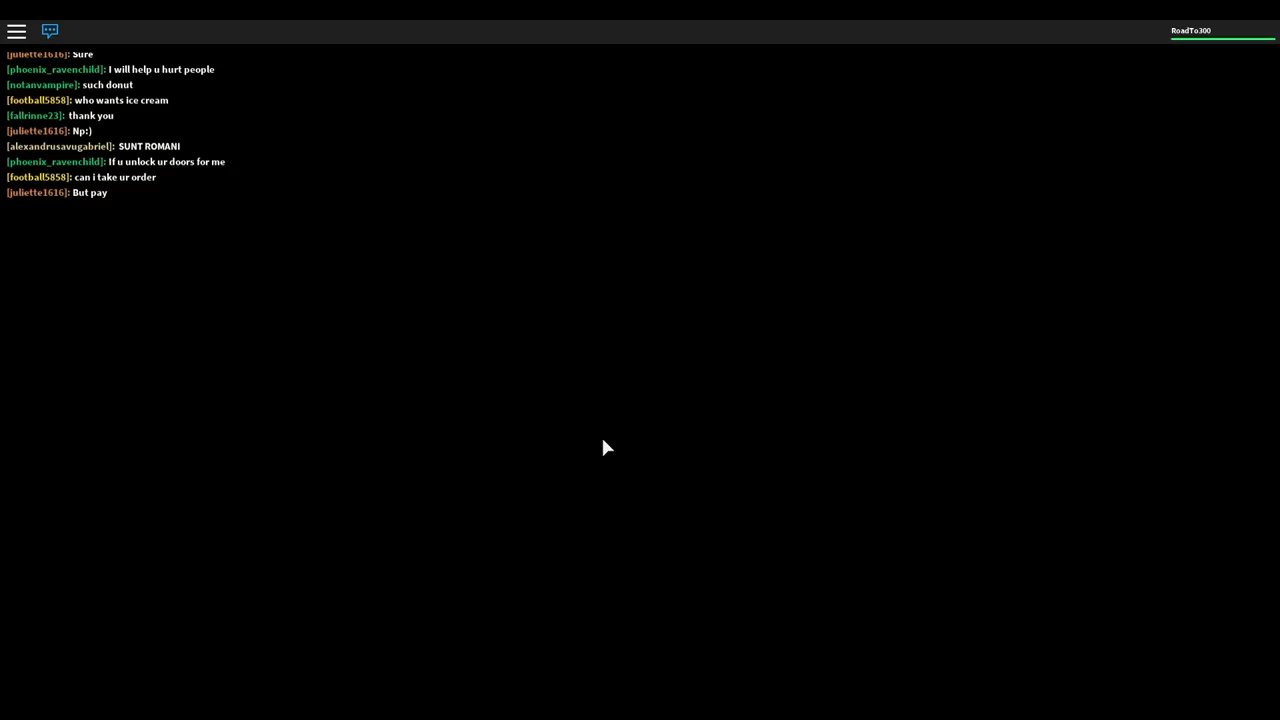 RoadTo300
[juliette1616]: Sure
[phoenix_ravenchild]: I will help u hurt people
[notanvampire]: such donut
[football5858]: who wants ice cream
[fallrinne23]: thank you
[juliette1616]: Np:)
[alexandrusavugabriel]: SUNT ROMANI
[phoenix_ravenchild]: If u unlock ur doors for me
[football5858]: can i take ur order
[juliette1616]: But pay